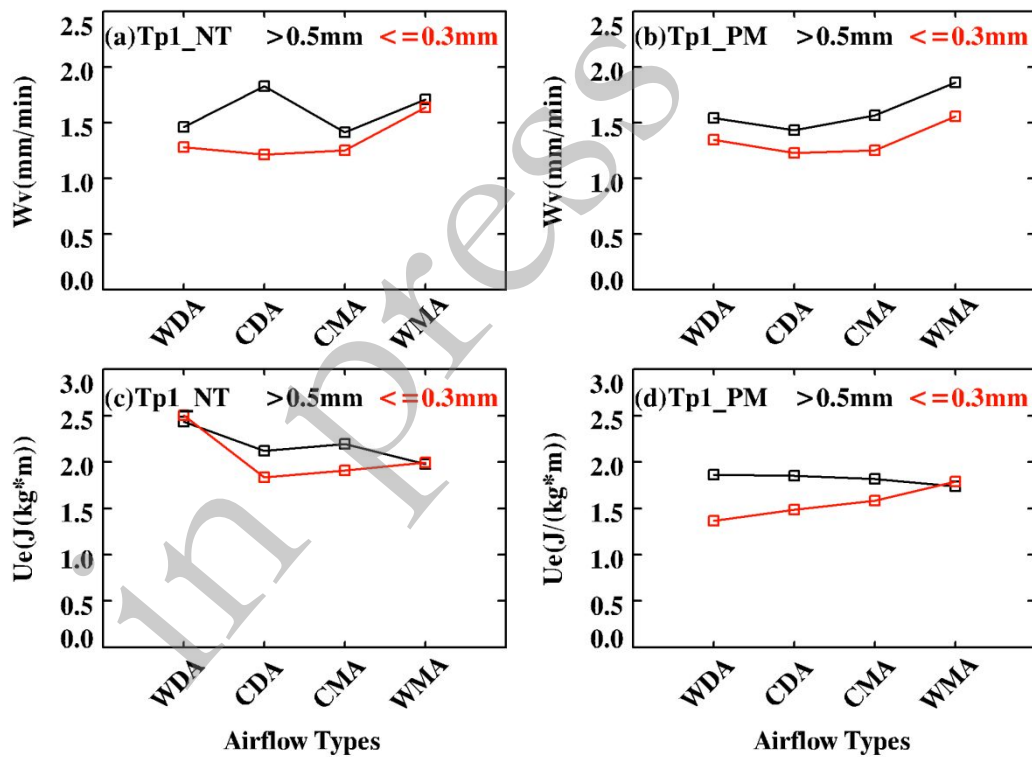 (a)Tp1_NT >0.5mm <=0.3mm
Wv(mm/min)
2.5
2.0
1.5
1.0
0.5
0.0
WDA CDA CMA WMA
(b)Tp1_PM >0.5mm <=0.3mm
Wv(mm/min)
2.5
2.0
1.5
1.0
0.5
0.0
WDA CDA CMA WMA
(c)Tp1_NT >0.5mm <=0.3mm
Ue(J(kg*m))
3.0
2.5
2.0
1.5
1.0
0.5
0.0
WDA CDA CMA WMA
Airflow Types
(d)Tp1_PM >0.5mm <=0.3mm
Ue(J/(kg*m))
3.0
2.5
2.0
1.5
1.0
0.5
0.0
WDA CDA CMA WMA
Airflow Types
in press